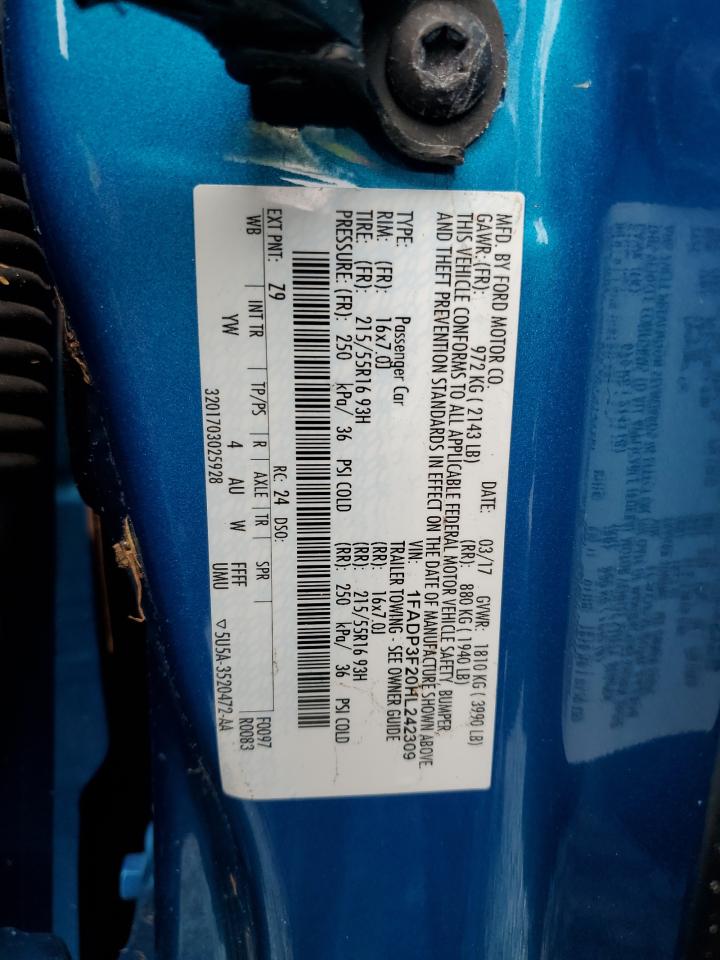 MFD. BY FORD MOTOR CO. DATE: 03/17 GVWR: 1810 KG ( 3990 LB)
GAWR: (FR): 972 KG ( 2143 LB) (RR): 880 KG ( 1940 LB)
THIS VEHICLE CONFORMS TO ALL APPLICABLE FEDERAL MOTOR VEHICLE SAFETY, BUMPER,
AND THEFT PREVENTION STANDARDS IN EFFECT ON THE DATE OF MANUFACTURE SHOWN ABOVE.
VIN: 1FADP3F20HL242309
TYPE: Passenger Car TRAILER TOWING - SEE OWNER GUIDE
RIM: (FR): 16x7.0J (RR): 16x7.0J
TIRE: (FR): 215/55R16 93H (RR): 215/55R16 93H
PRESSURE: (FR): 250 kPa/ 36 PSI COLD (RR): 250 kPa/ 36 PSI COLD
RC: 24 DSO: F0097
EXT PNT: Z9 R0083
WB INT TR TP/PS R AXLE TR SPR
YW 4 AU W FFFF
UMU
3201703025928 ▽5U5A-3520472-AA